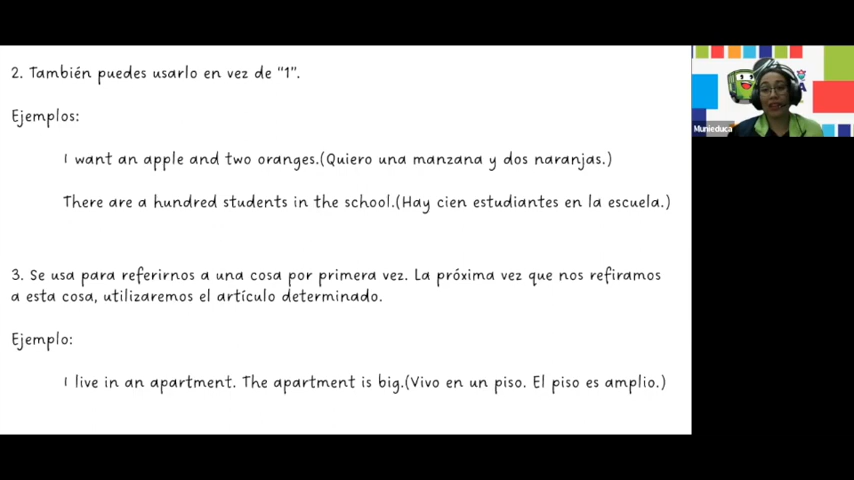 2. También puedes usarlo en vez de "1".
Ejemplos:
I want an apple and two oranges.(Quiero una manzana y dos naranjas.)
There are a hundred students in the school.(Hay cien estudiantes en la escuela.)
3. Se usa para referirnos a una cosa por primera vez. La próxima vez que nos refiramos
a esta cosa, utilizaremos el artículo determinado.
Ejemplo:
I live in an apartment. The apartment is big.(Vivo en un piso. El piso es amplio.)
Munieduca